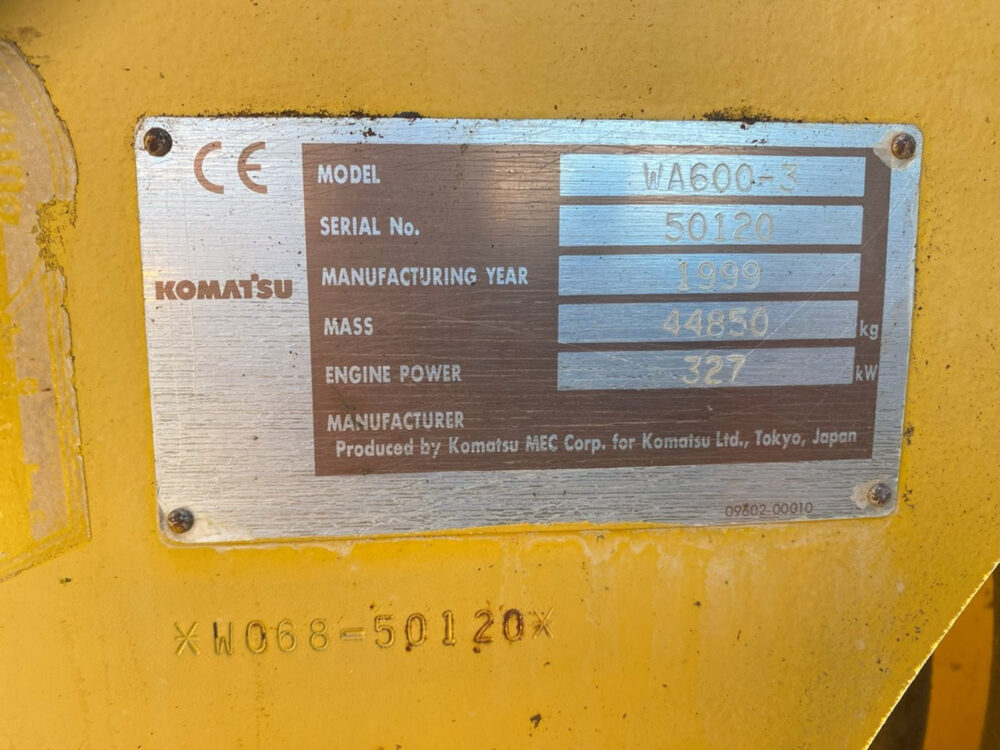 CE
KOMATSU
MODEL WA600-3
SERIAL No. 50120
MANUFACTURING YEAR 1999
MASS 44850 kg
ENGINE POWER 327 kW
MANUFACTURER
Produced by Komatsu MEC Corp. for Komatsu Ltd., Tokyo, Japan
09602-00010
*W068=50120*